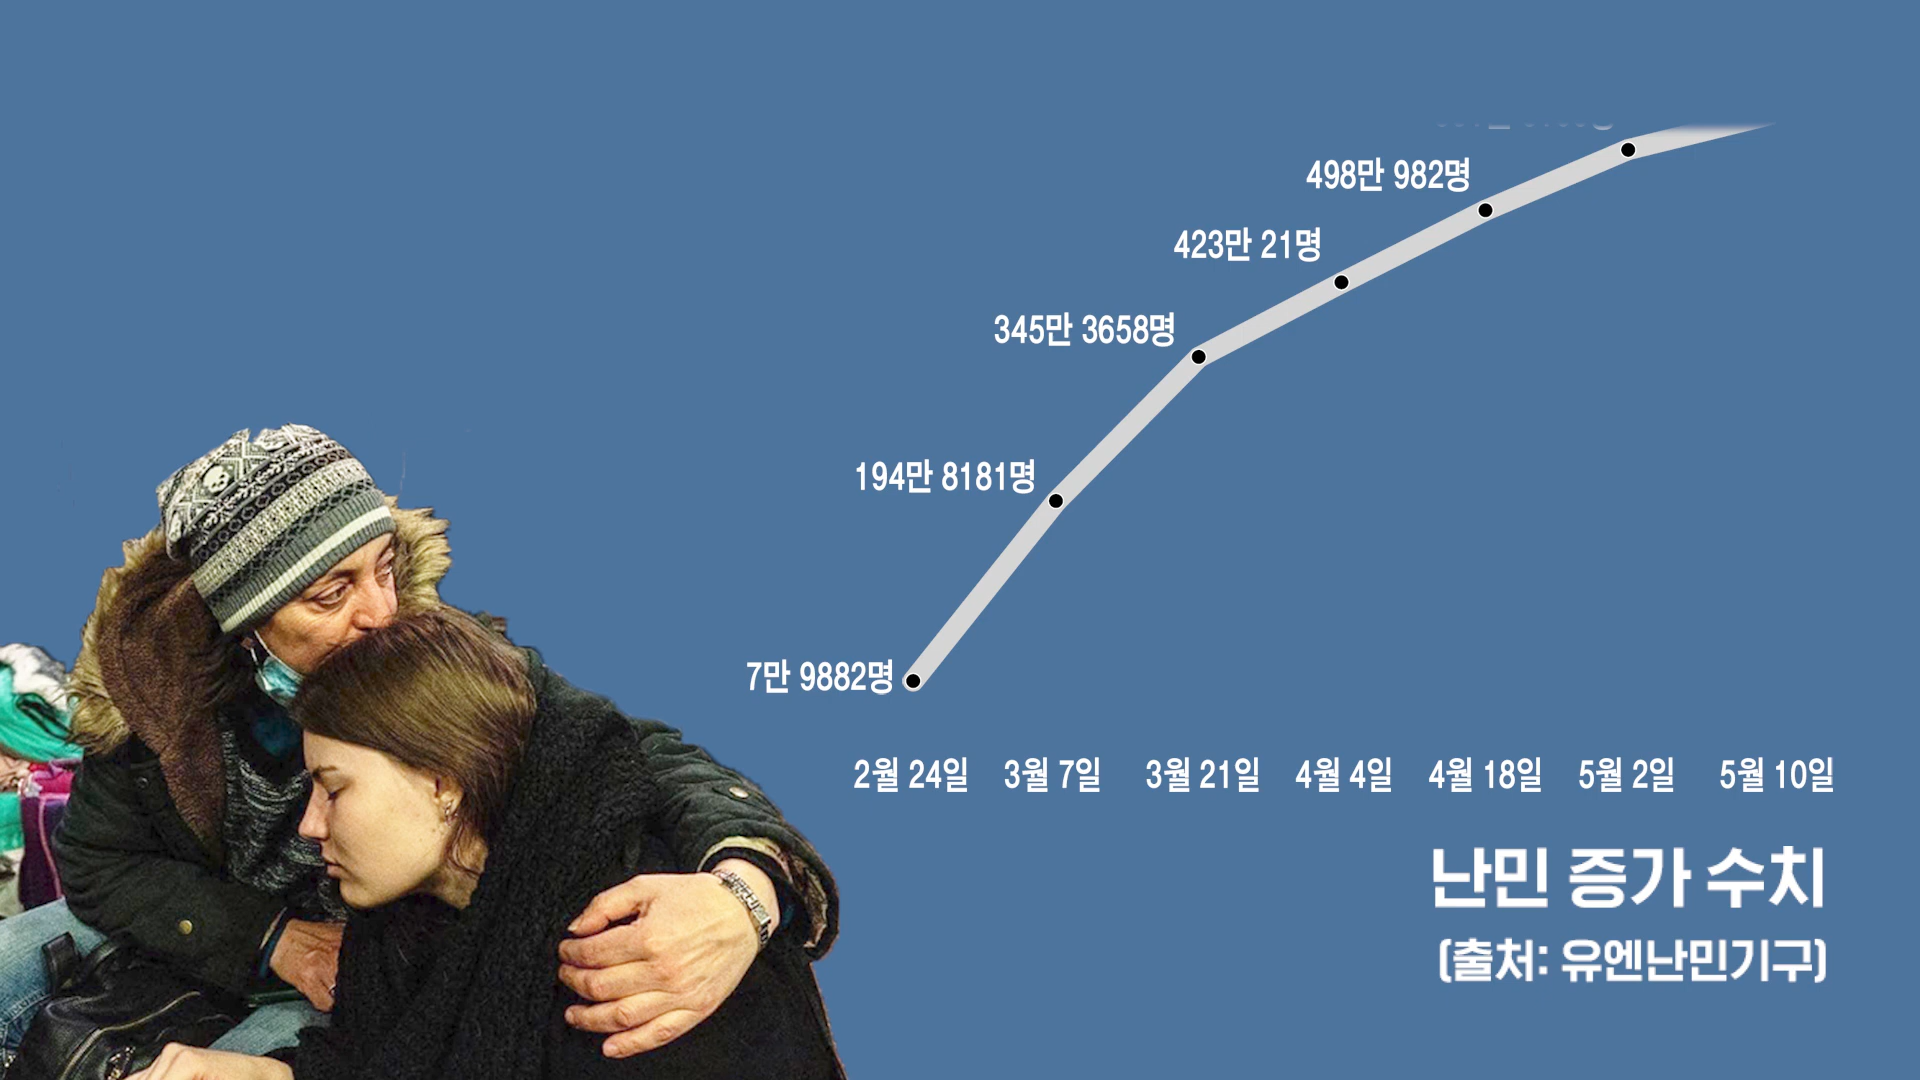 498만 982명
423만 21명
345만 3658명
194만 8181명
7만 9882명
2월 24일 3월 7일 3월 21일 4월 4일 4월 18일 5월 2일 5월 10일
난민 증가 수치
(출처: 유엔난민기구)